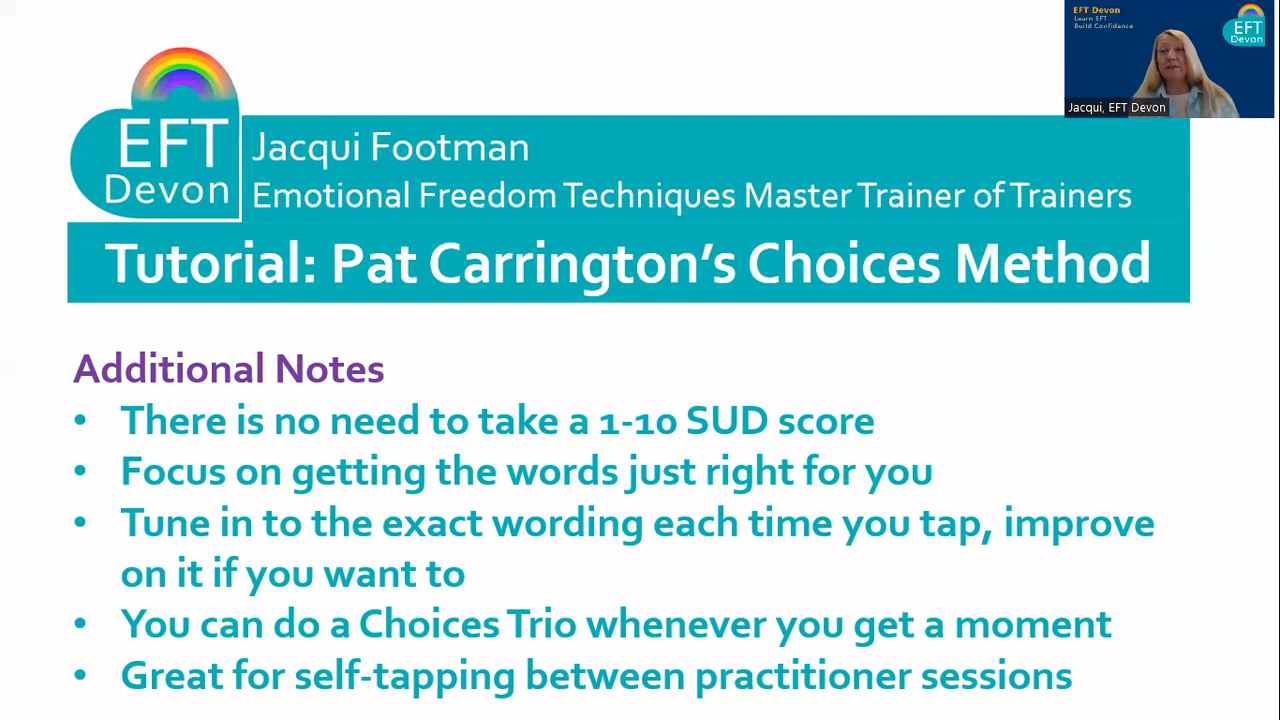 EFT Devon
Learn EFT
Build Confidence
EFT
Devon
Jacqui, EFT Devon
EFT
Devon
Jacqui Footman
Emotional Freedom Techniques Master Trainer of Trainers
Tutorial: Pat Carrington's Choices Method
Additional Notes
• There is no need to take a 1-10 SUD score
• Focus on getting the words just right for you
• Tune in to the exact wording each time you tap, improve
on it if you want to
• You can do a Choices Trio whenever you get a moment
• Great for self-tapping between practitioner sessions